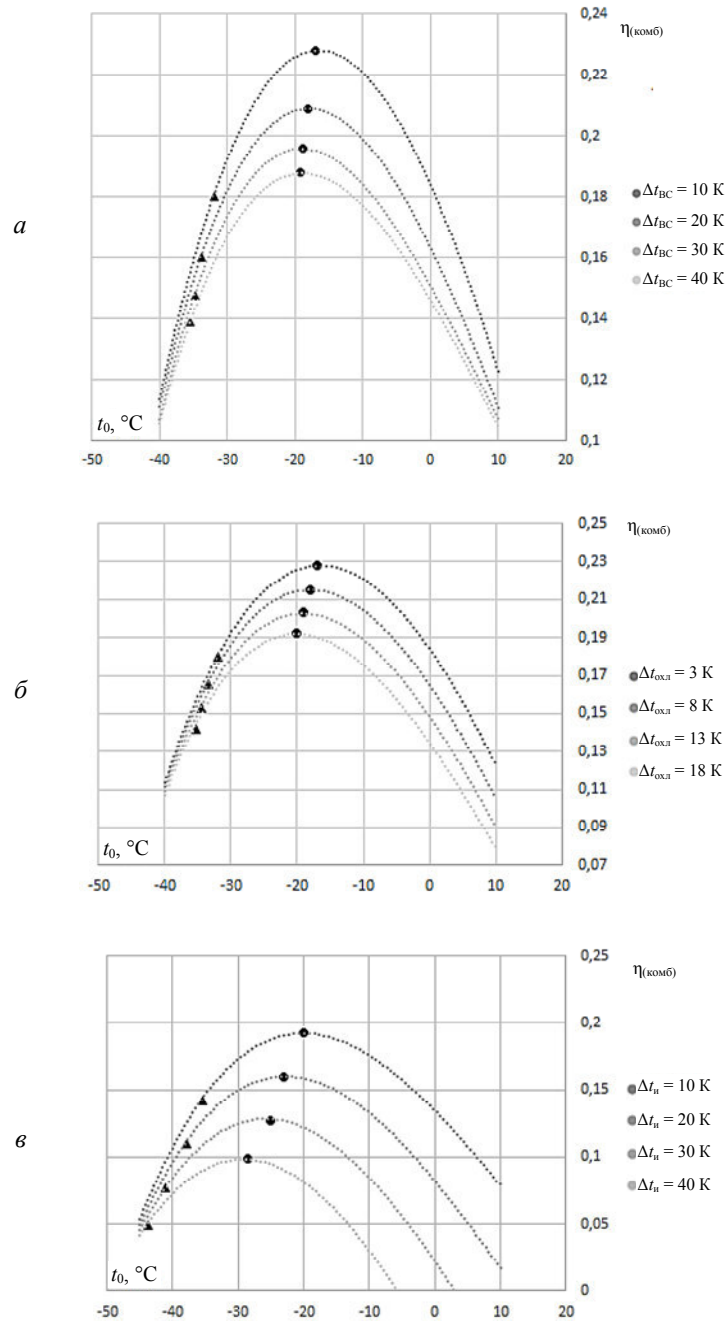 0,24
η(комб)
0,22
0,2
Δtвс = 10 К
Δtвс = 20 К
а
0,18
Δtвс = 30 К
0,16
Δtвс = 40 К
0,14
0,12
t₀, °C
0,1
-50 -40 -30 -20 -10 0 10 20
0,25
η(комб)
0,23
0,21
0,19
б
0,17
Δtохл = 3 К
Δtохл = 8 К
0,15
Δtохл = 13 К
0,13
Δtохл = 18 К
0,11
t₀, °C
0,09
0,07
-50 -40 -30 -20 -10 0 10 20
0,25
η(комб)
0,2
Δtи = 10 К
0,15
Δtи = 20 К
в
0,1
Δtи = 30 К
Δtи = 40 К
0,05
t₀, °C
0
-50 -40 -30 -20 -10 0 10 20